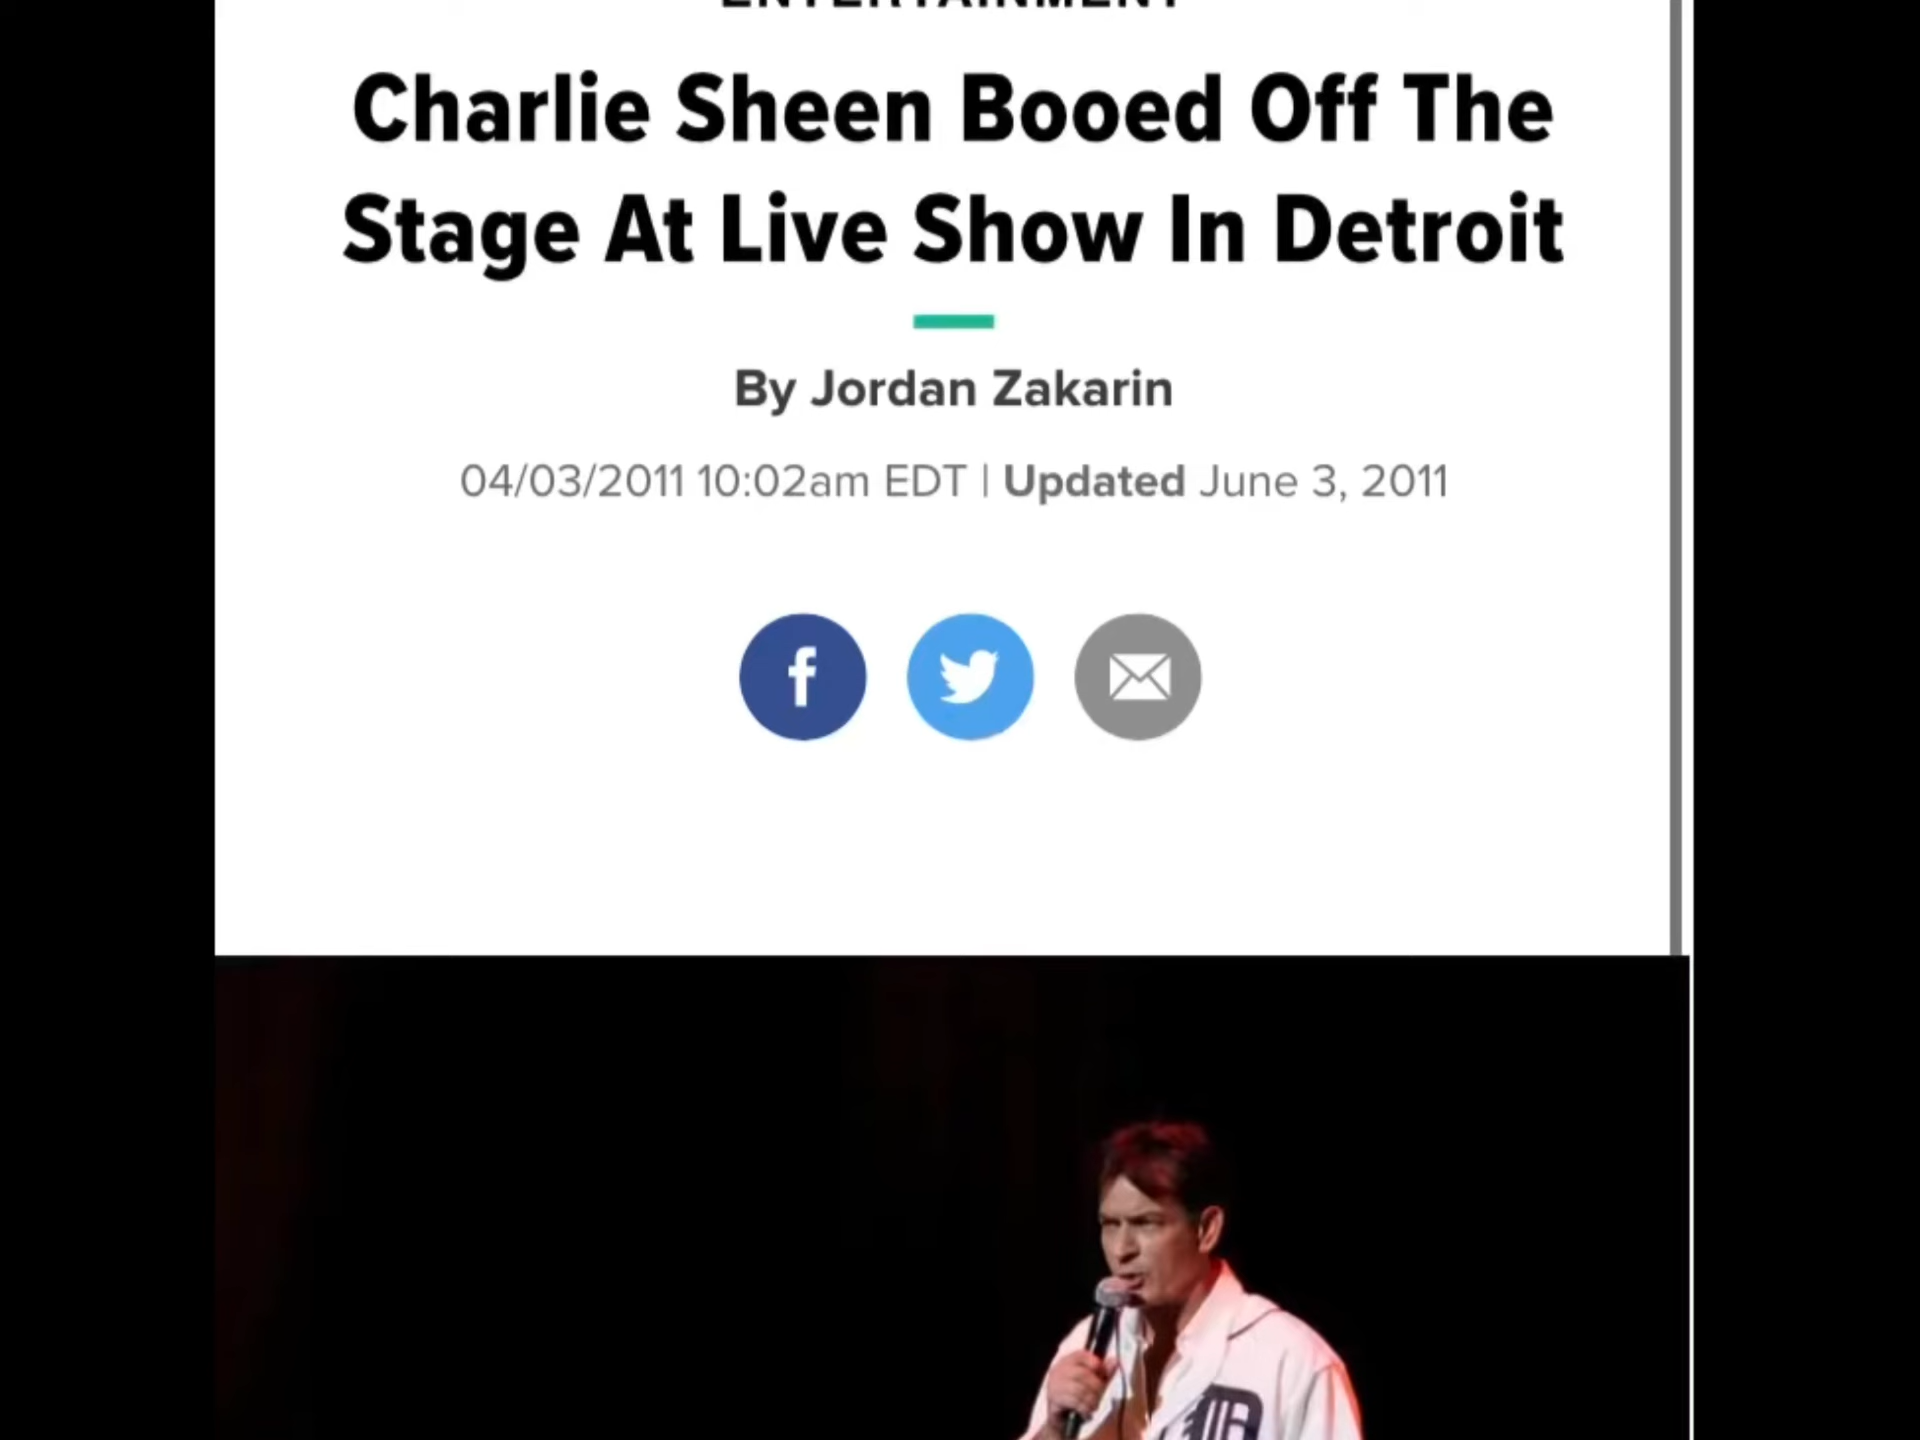 ENTERTAINMENT
Charlie Sheen Booed Off The
Stage At Live Show In Detroit
By Jordan Zakarin
04/03/2011 10:02am EDT | Updated June 3, 2011
f
D